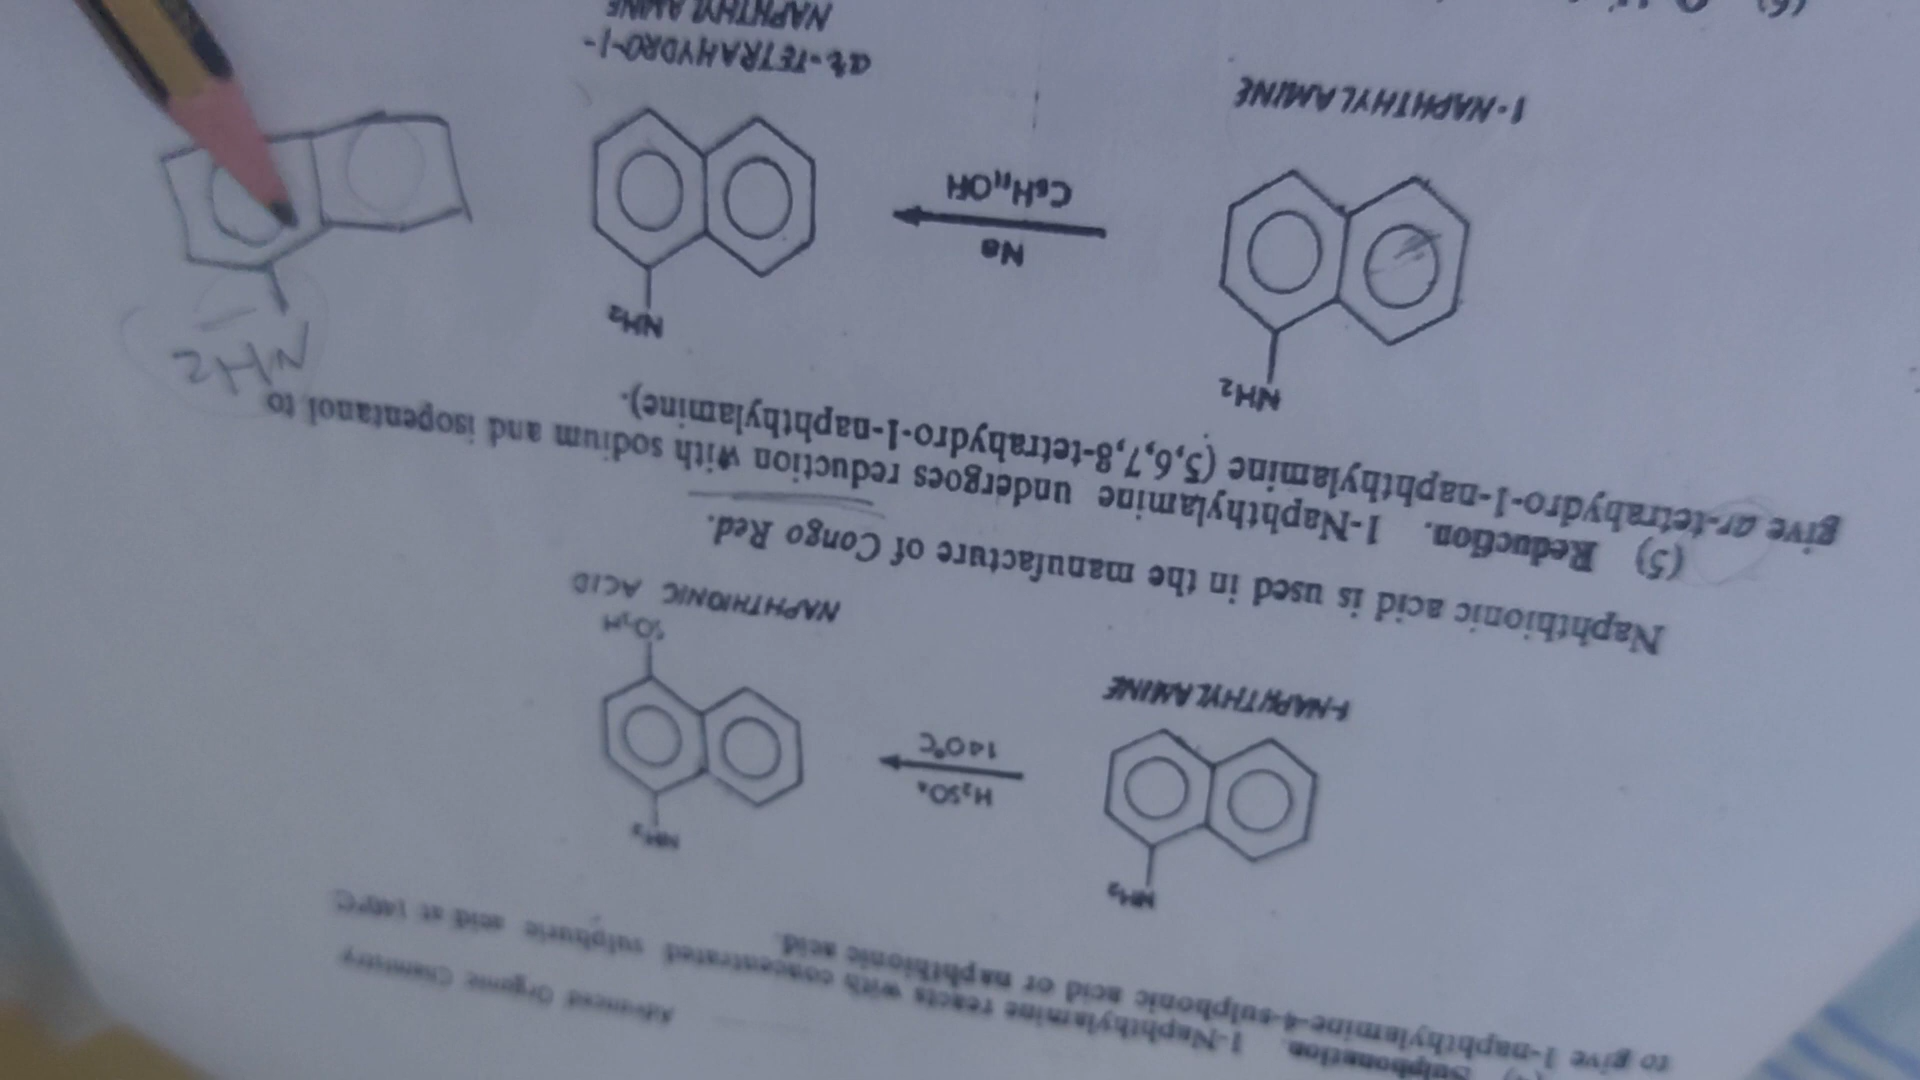 Advanced Organic Chemistry
Sulphonation. 1-Naphthylamine reacts with concentrated sulphuric acid at 140°C
to give 1-naphthylamine-4-sulphonic acid or naphthionic acid.
NH₂
NH₂
H₂SO₄
140°C
SO₃H
1-NAPHTHYLAMINE
NAPHTHIONIC ACID
Naphthionic acid is used in the manufacture of Congo Red.
(5) Reduction. 1-Naphthylamine undergoes reduction with sodium and isopentanol to
give ar-tetrahydro-1-naphthylamine (5,6,7,8-tetrahydro-1-naphthylamine).
NH₂
NH₂
NH2
Na
C₅H₁₁OH
1-NAPHTHYLAMINE
ar-TETRAHYDRO-1-
NAPHTHYLAMINE
(6)